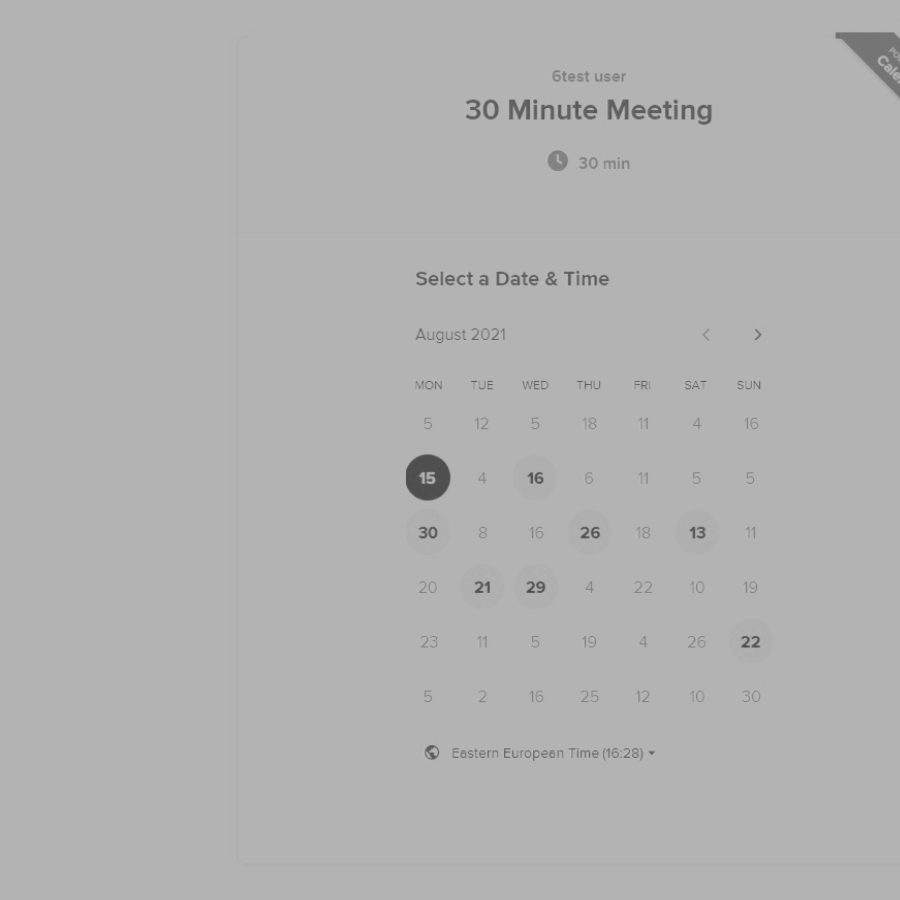 6test user
30 Minute Meeting
30 min
Select a Date & Time
August 2021
MON TUE WED THU FRI SAT SUN
5 12 5 18 11 4 16
15 4 16 6 11 5 5
30 8 16 26 18 13 11
20 21 29 4 22 10 19
23 11 5 19 4 26 22
5 2 16 25 12 10 30
Eastern European Time (16:28)